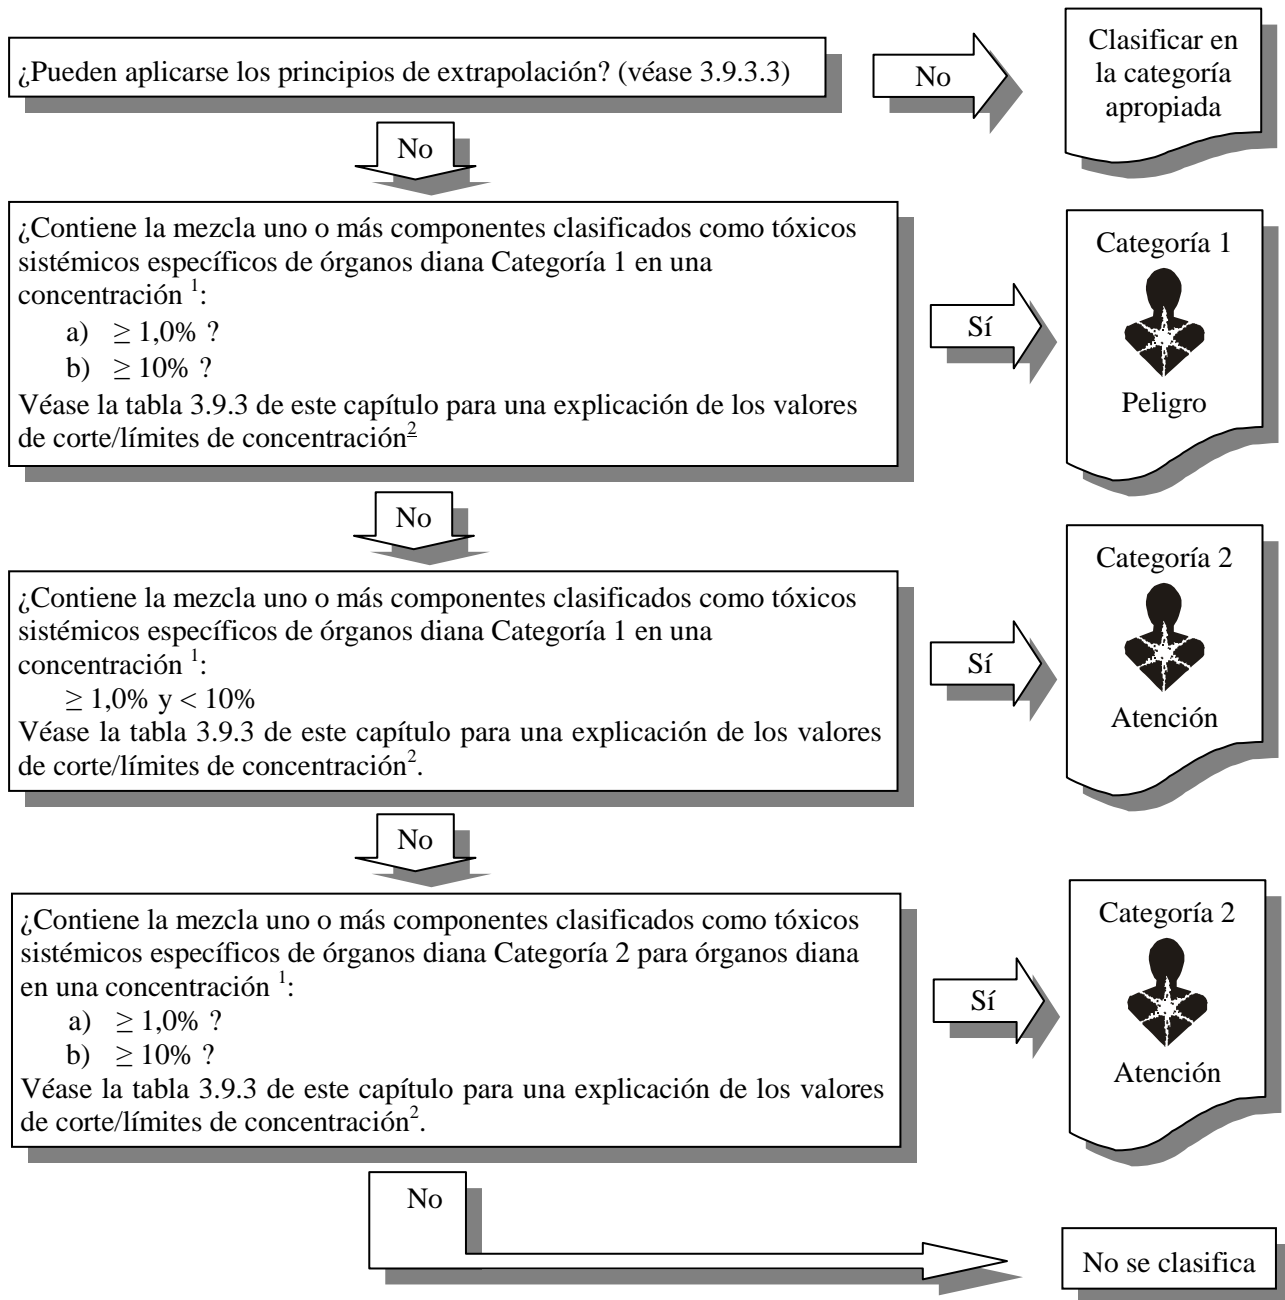 ¿Pueden aplicarse los principios de extrapolación? (véase 3.9.3.3)
No
Clasificar en
la categoría
apropiada
No
¿Contiene la mezcla uno o más componentes clasificados como tóxicos
sistémicos específicos de órganos diana Categoría 1 en una
concentración ¹:
a) ≥ 1,0% ?
b) ≥ 10% ?
Véase la tabla 3.9.3 de este capítulo para una explicación de los valores
de corte/límites de concentración²
Sí
Categoría 1
Peligro
No
¿Contiene la mezcla uno o más componentes clasificados como tóxicos
sistémicos específicos de órganos diana Categoría 1 en una
concentración ¹:
≥ 1,0% y < 10%
Véase la tabla 3.9.3 de este capítulo para una explicación de los valores
de corte/límites de concentración².
Sí
Categoría 2
Atención
No
¿Contiene la mezcla uno o más componentes clasificados como tóxicos
sistémicos específicos de órganos diana Categoría 2 para órganos diana
en una concentración ¹:
a) ≥ 1,0% ?
b) ≥ 10% ?
Véase la tabla 3.9.3 de este capítulo para una explicación de los valores
de corte/límites de concentración².
Sí
Categoría 2
Atención
No
No se clasifica